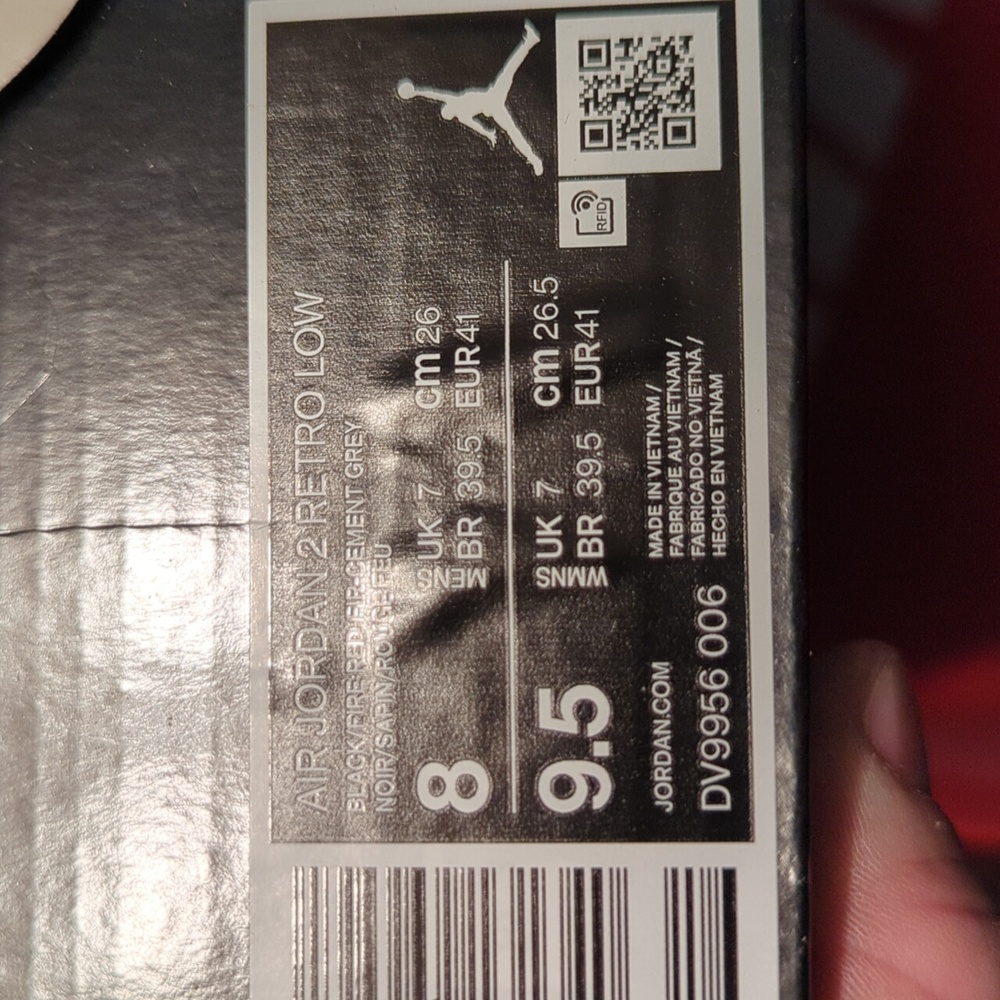 AIR JORDAN 2 RETRO LOW
BLACK/FIRE RED-FIR-CEMENT GREY
NOIR/SAPIN/ROUGE FEU
8
US
MENS
UK 7
cm 26
BR 39.5
EUR 41
9.5
US
WMNS
UK 7
cm 26.5
BR 39.5
EUR 41
RFID
JORDAN.COM
MADE IN VIETNAM /
FABRIQUE AU VIETNAM /
FABRICADO NO VIETNÃ /
HECHO EN VIETNAM
DV9956 006